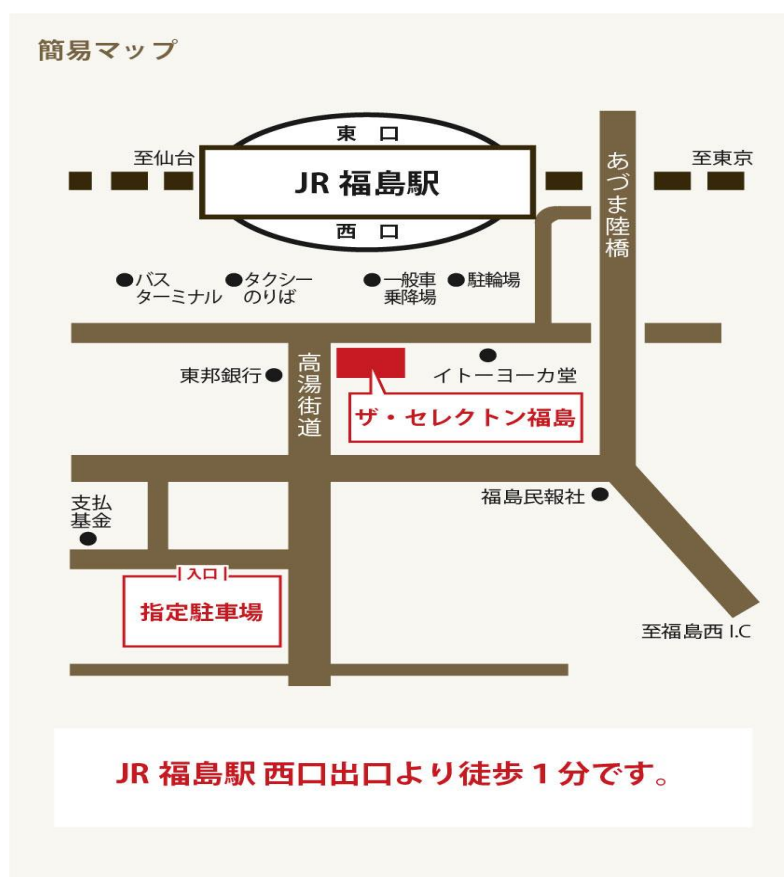 簡易マップ
東 口
至仙台
JR 福島駅
至東京
あづま陸橋
西 口
バス
ターミナル
タクシー
のりば
一般車
乗降場
駐輪場
東邦銀行
高湯街道
イトーヨーカ堂
ザ・セレクトン福島
福島民報社
支払
基金
入口
指定駐車場
至福島西 I.C
JR 福島駅 西口出口より徒歩 1 分です。